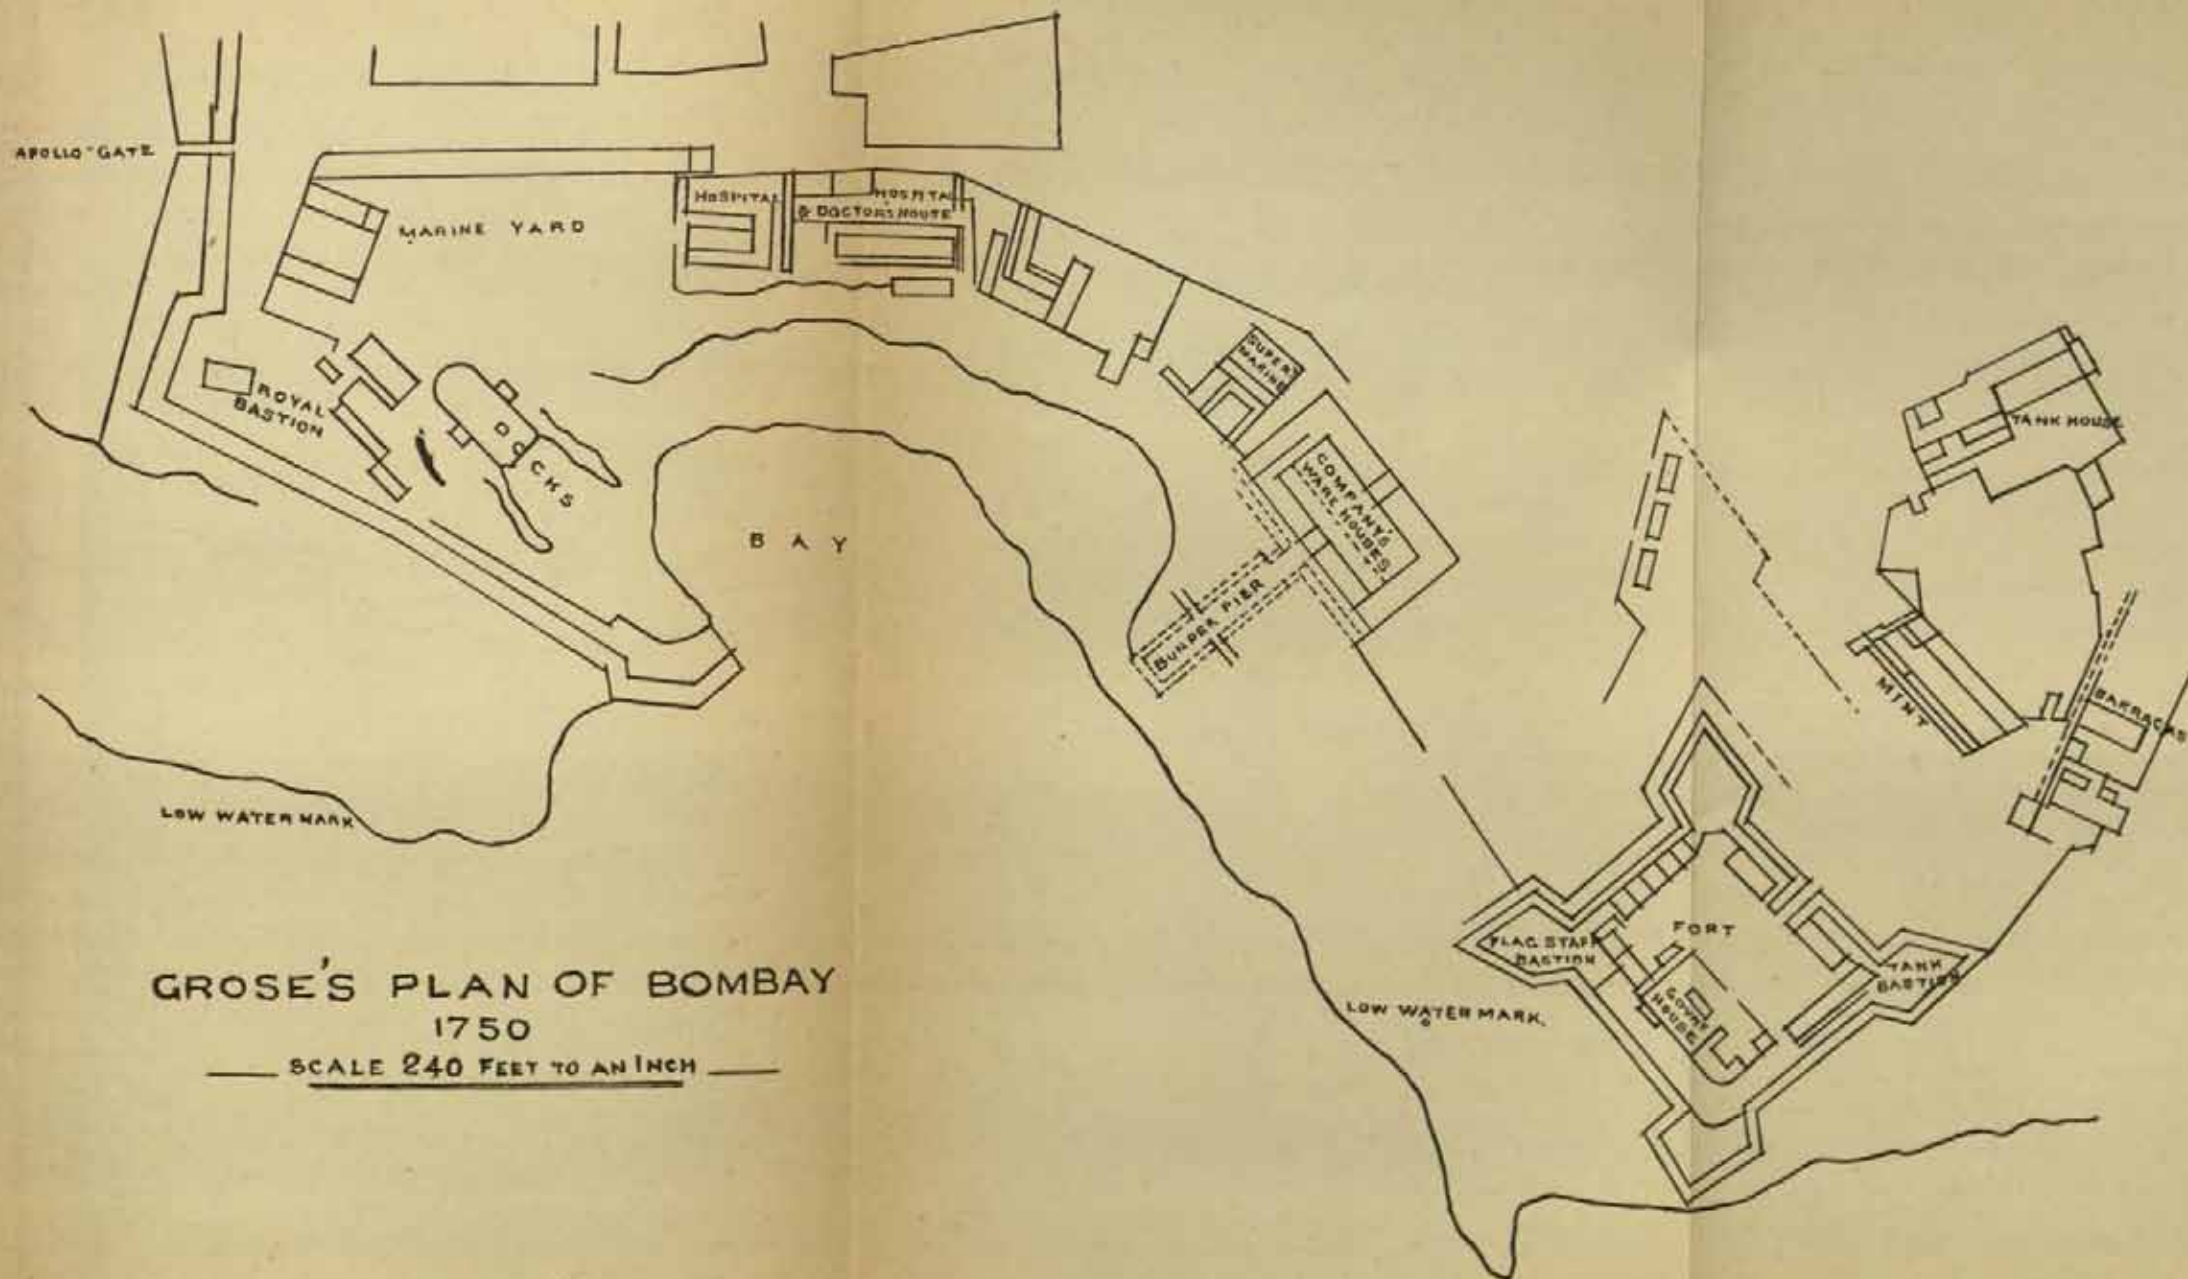 APOLLO GATE
MARINE YARD
HOSPITAL
HOSPITAL
& DOCTORS HOUSE
ROYAL
BASTION
DOCKS
BAY
SUPERT
MARINE
COMPANY'S
WARE HOUSES
BUNDER PIER
TANK HOUSE
MINT
BARRACKS
LOW WATER MARK
FLAG STAFF
BASTION
FORT
TANK
BASTION
GOVRS
HOUSE
LOW WATER MARK.
GROSE'S PLAN OF BOMBAY
1750
SCALE 240 FEET TO AN INCH